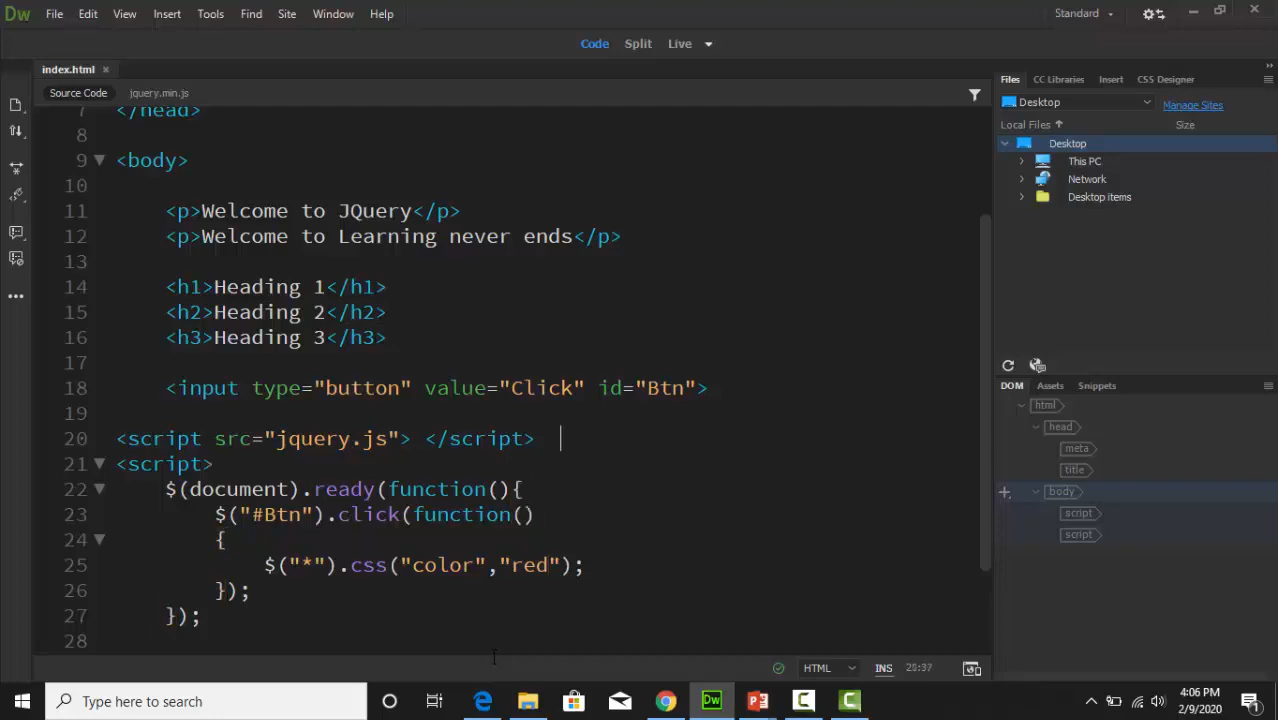 Dw File Edit View Insert Tools Find Site Window Help Standard
Code Split Live
index.html
Source Code jquery.min.js
7 </head>
8
9 <body>
10
11 <p>Welcome to JQuery</p>
12 <p>Welcome to Learning never ends</p>
13
14 <h1>Heading 1</h1>
15 <h2>Heading 2</h2>
16 <h3>Heading 3</h3>
17
18 <input type="button" value="Click" id="Btn">
19
20 <script src="jquery.js"> </script>
21 <script>
22 $(document).ready(function(){
23 $("#Btn").click(function()
24 {
25 $("*").css("color","red");
26 });
27 });
28
HTML INS 20:37
Files CC Libraries Insert CSS Designer
Desktop Manage Sites
Local Files Size
Desktop
This PC
Network
Desktop items
DOM Assets Snippets
html
head
meta
title
body
script
script
Type here to search
Dw
4:06 PM
2/9/2020
1